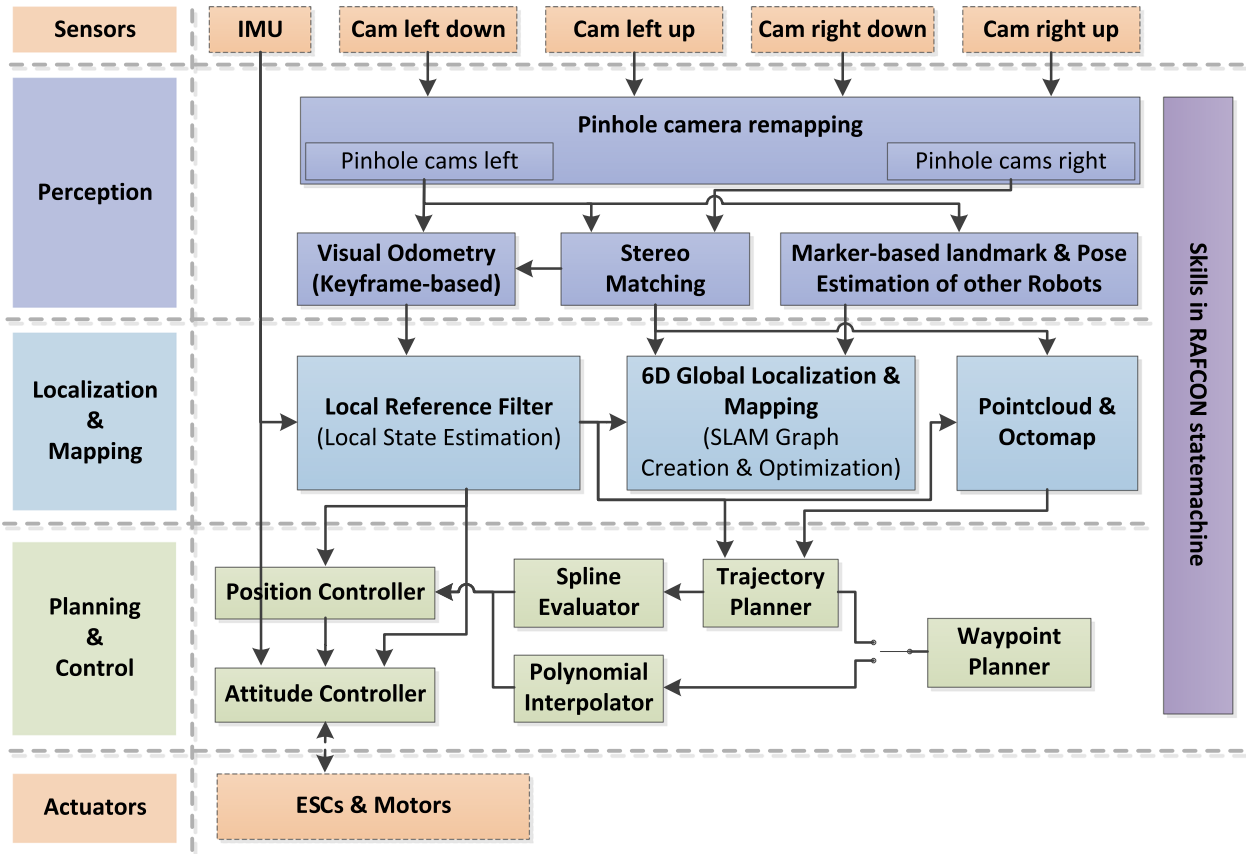 Sensors
IMU
Cam left down
Cam left up
Cam right down
Cam right up
Perception
Pinhole camera remapping
Pinhole cams left
Pinhole cams right
Visual Odometry
(Keyframe-based)
Stereo
Matching
Marker-based landmark & Pose
Estimation of other Robots
Skills in RAFCON statemachine
Localization
&
Mapping
Local Reference Filter
(Local State Estimation)
6D Global Localization &
Mapping
(SLAM Graph
Creation & Optimization)
Pointcloud &
Octomap
Planning
&
Control
Position Controller
Spline
Evaluator
Trajectory
Planner
Waypoint
Planner
Attitude Controller
Polynomial
Interpolator
Actuators
ESCs & Motors